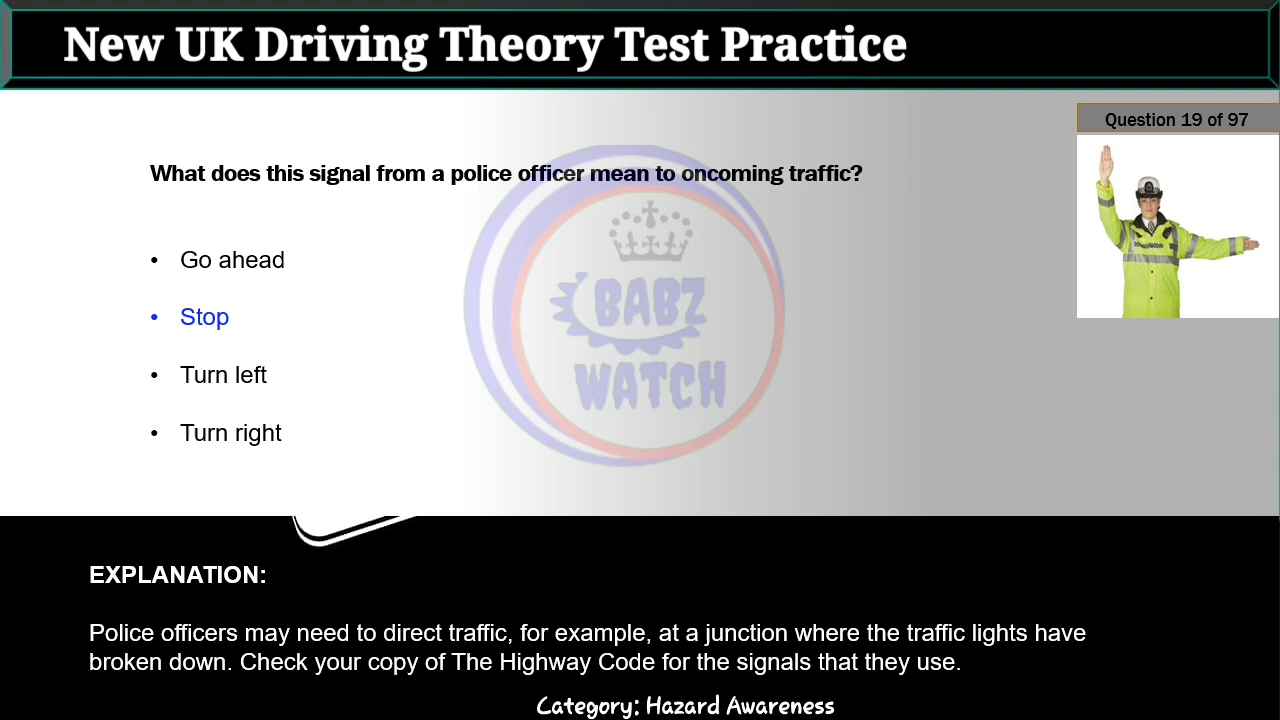 New UK Driving Theory Test Practice
Question 19 of 97
What does this signal from a police officer mean to oncoming traffic?
• Go ahead
• Stop
• Turn left
• Turn right
BABZ
WATCH
EXPLANATION:
Police officers may need to direct traffic, for example, at a junction where the traffic lights have
broken down. Check your copy of The Highway Code for the signals that they use.
Category: Hazard Awareness